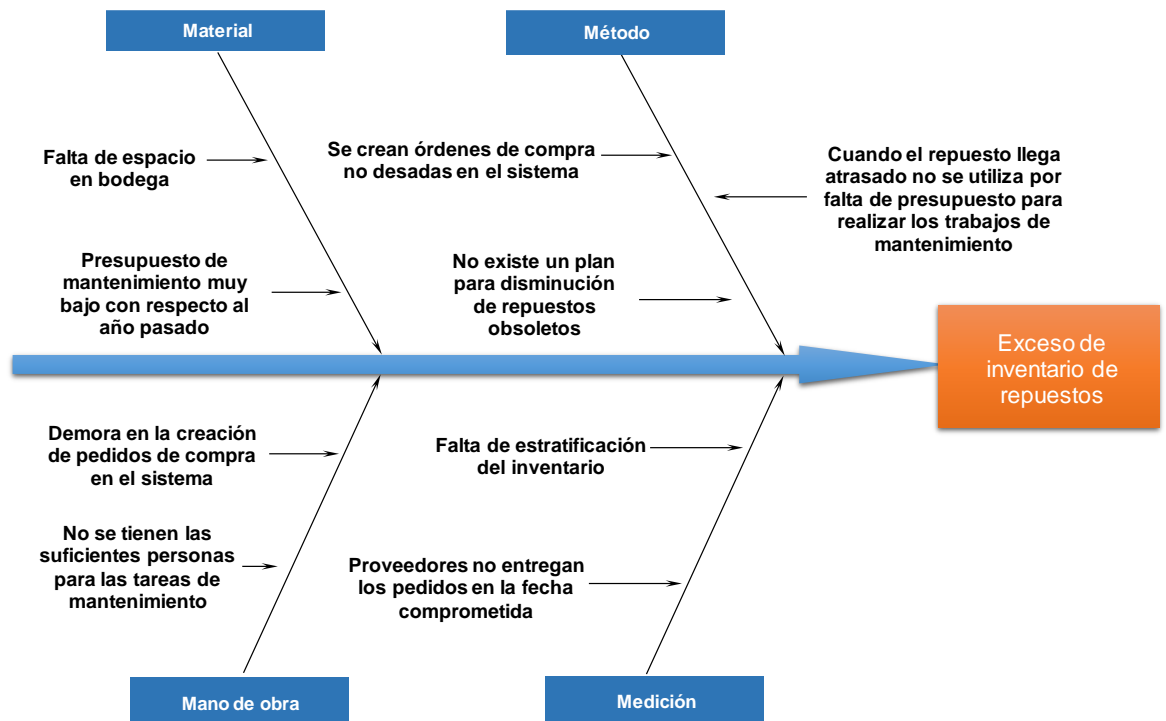 Material
Método
Falta de espacio
en bodega
Se crean órdenes de compra
no desadas en el sistema
Cuando el repuesto llega
atrasado no se utiliza por
falta de presupuesto para
realizar los trabajos de
mantenimiento
Presupuesto de
mantenimiento muy
bajo con respecto al
año pasado
No existe un plan
para disminución
de repuestos
obsoletos
Exceso de
inventario de
repuestos
Demora en la creación
de pedidos de compra
en el sistema
Falta de estratificación
del inventario
No se tienen las
suficientes personas
para las tareas de
mantenimiento
Proveedores no entregan
los pedidos en la fecha
comprometida
Mano de obra
Medición